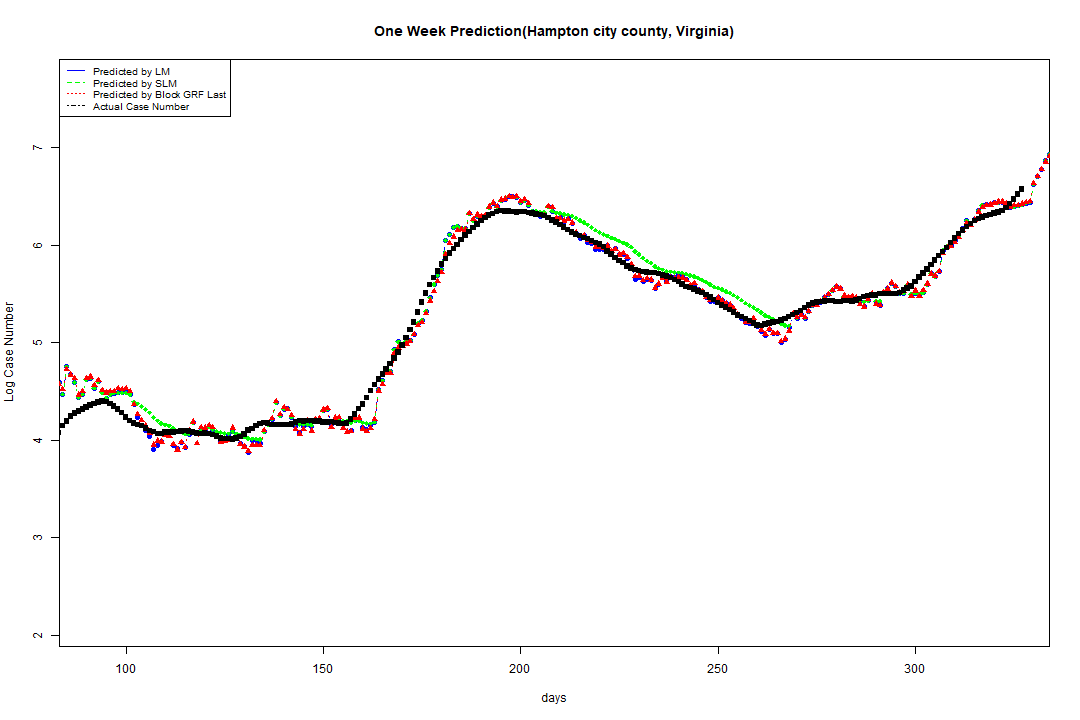 One Week Prediction(Hampton city county, Virginia)
Predicted by LM
Predicted by SLM
Predicted by Block GRF Last
Actual Case Number
7
6
5
4
3
2
Log Case Number
100 150 200 250 300
days